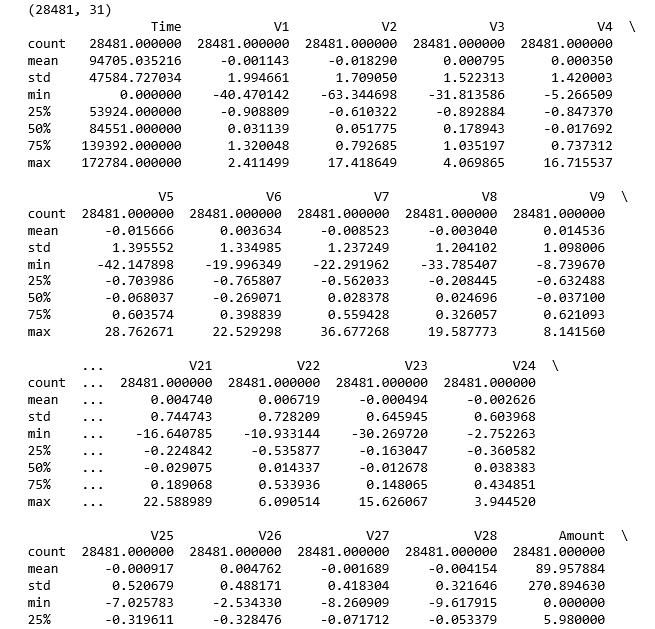 (28481, 31)
Time V1 V2 V3 V4 \
count 28481.000000 28481.000000 28481.000000 28481.000000 28481.000000
mean 94705.035216 -0.001143 -0.018290 0.000795 0.000350
std 47584.727034 1.994661 1.709050 1.522313 1.420003
min 0.000000 -40.470142 -63.344698 -31.813586 -5.266509
25% 53924.000000 -0.908809 -0.610322 -0.892884 -0.847370
50% 84551.000000 0.031139 0.051775 0.178943 -0.017692
75% 139392.000000 1.320048 0.792685 1.035197 0.737312
max 172784.000000 2.411499 17.418649 4.069865 16.715537
V5 V6 V7 V8 V9 \
count 28481.000000 28481.000000 28481.000000 28481.000000 28481.000000
mean -0.015666 0.003634 -0.008523 -0.003040 0.014536
std 1.395552 1.334985 1.237249 1.204102 1.098006
min -42.147898 -19.996349 -22.291962 -33.785407 -8.739670
25% -0.703986 -0.765807 -0.562033 -0.208445 -0.632488
50% -0.068037 -0.269071 0.028378 0.024696 -0.037100
75% 0.603574 0.398839 0.559428 0.326057 0.621093
max 28.762671 22.529298 36.677268 19.587773 8.141560
... V21 V22 V23 V24 \
count ... 28481.000000 28481.000000 28481.000000 28481.000000
mean ... 0.004740 0.006719 -0.000494 -0.002626
std ... 0.744743 0.728209 0.645945 0.603968
min ... -16.640785 -10.933144 -30.269720 -2.752263
25% ... -0.224842 -0.535877 -0.163047 -0.360582
50% ... -0.029075 0.014337 -0.012678 0.038383
75% ... 0.189068 0.533936 0.148065 0.434851
max ... 22.588989 6.090514 15.626067 3.944520
V25 V26 V27 V28 Amount \
count 28481.000000 28481.000000 28481.000000 28481.000000 28481.000000
mean -0.000917 0.004762 -0.001689 -0.004154 89.957884
std 0.520679 0.488171 0.418304 0.321646 270.894630
min -7.025783 -2.534330 -8.260909 -9.617915 0.000000
25% -0.319611 -0.328476 -0.071712 -0.053379 5.980000